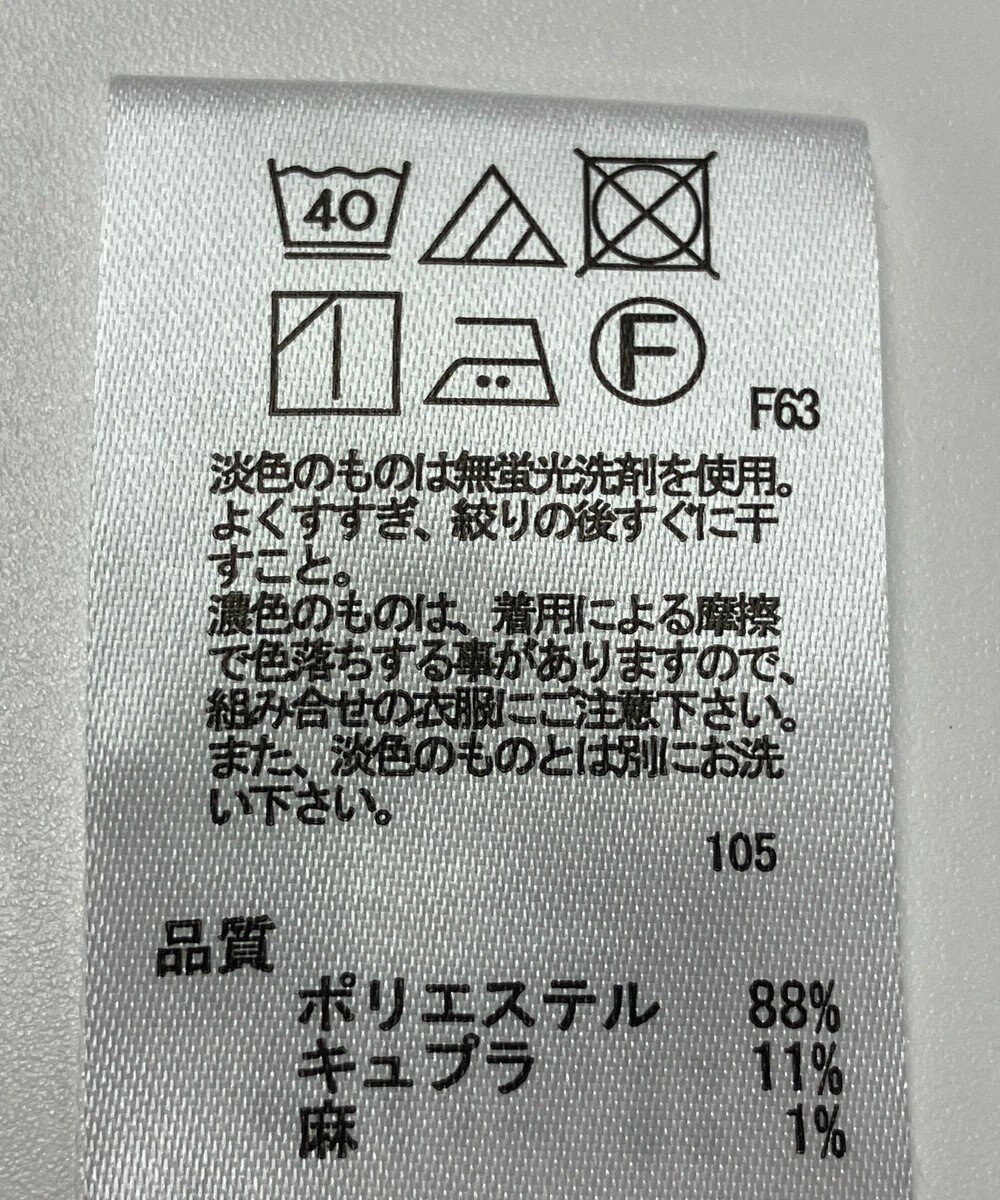 40
F
F63
淡色のものは無蛍光洗剤を使用。
よくすすぎ、絞りの後すぐに干
すこと。
濃色のものは、着用による摩擦
で色落ちする事がありますので、
組み合せの衣服にご注意下さい。
また、淡色のものとは別にお洗
い下さい。
105
品質
ポリエステル 88%
キュプラ 11%
麻 1%